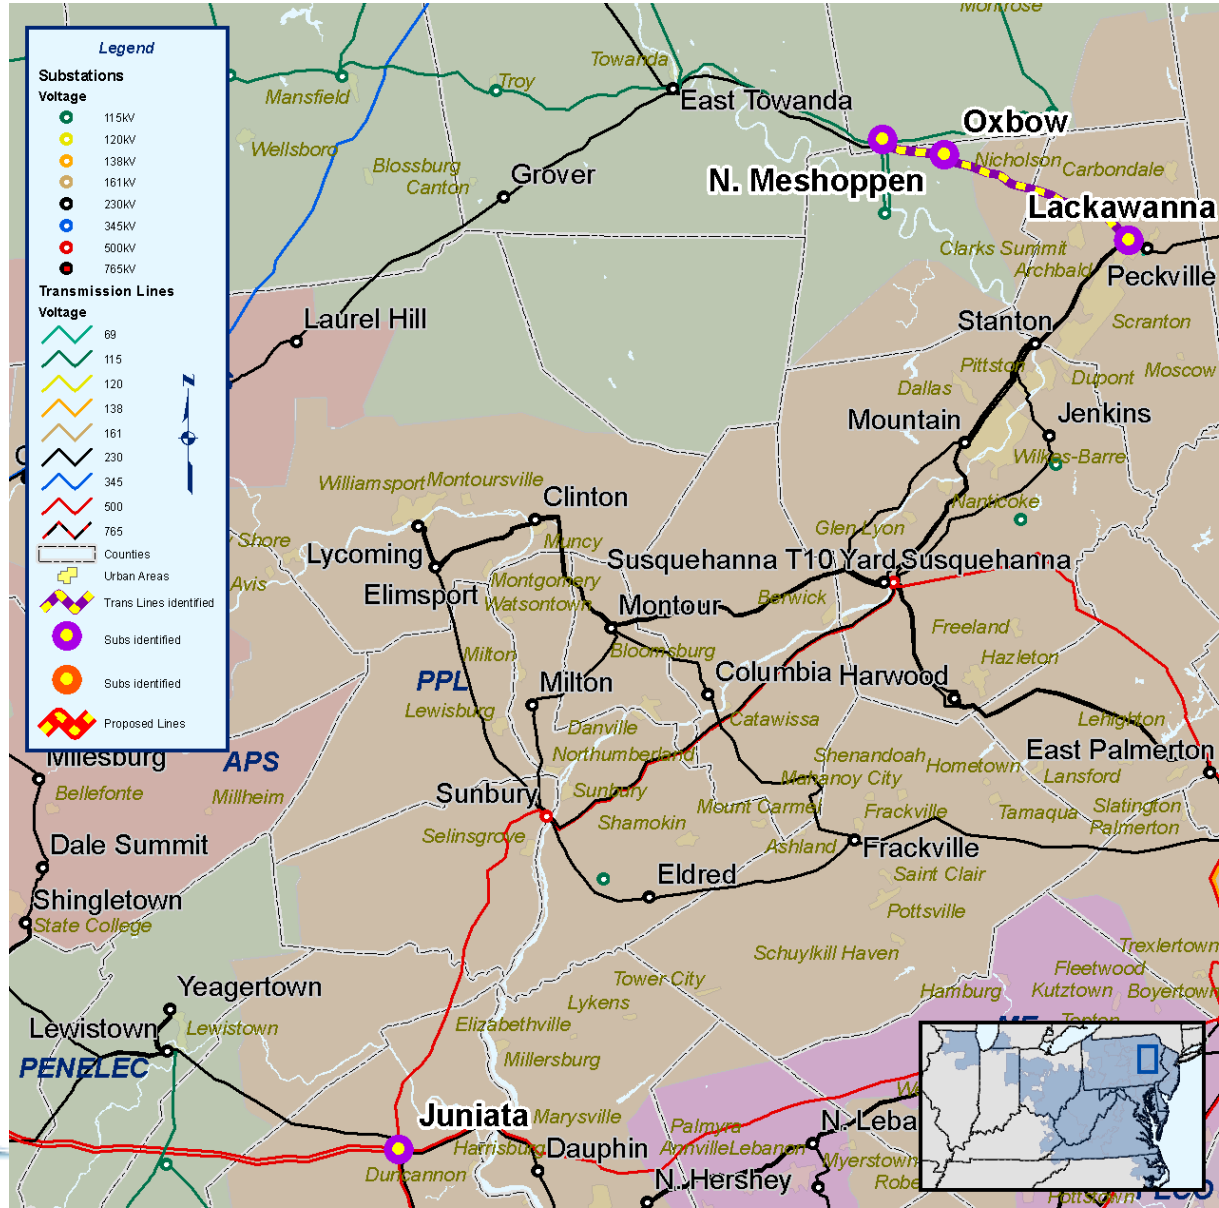 Legend
Substations
Voltage
115kV
120kV
138kV
161kV
230kV
345kV
500kV
765kV
Transmission Lines
Voltage
69
115
120
138
161
230
345
500
765
Counties
Urban Areas
Trans Lines identified
Subs identified
Subs identified
Proposed Lines
Montrose
Towanda
Troy
Mansfield
East Towanda
Oxbow
Wellsboro
Blossburg
Canton
Grover
Nicholson
Carbondale
N. Meshoppen
Lackawanna
Clarks Summit
Archbald
Peckville
Laurel Hill
Stanton
Scranton
Pittston
Dallas
Dupont
Moscow
Mountain
Jenkins
Wilkes-Barre
Williamsport
Montoursville
Clinton
Nanticoke
Glen Lyon
Shore
Muncy
Lycoming
Avis
Elimsport
Montgomery
Watsontown
Susquehanna T10 Yard
Susquehanna
Berwick
Montour
Freeland
Bloomsburg
Hazleton
Milton
PPL
Milton
Columbia
Harwood
Lewisburg
Danville
Catawissa
Lehighton
Northumberland
Shenandoah
Hometown
East Palmerton
Milesburg
APS
Mahanoy City
Lansford
Bellefonte
Millheim
Sunbury
Sunbury
Mount Carmel
Frackville
Tamaqua
Slatington
Palmerton
Selinsgrove
Shamokin
Ashland
Frackville
Dale Summit
Eldred
Saint Clair
Shingletown
State College
Pottsville
Schuylkill Haven
Trexlertown
Fleetwood
Yeagertown
Tower City
Hamburg
Kutztown
Boyertown
Lykens
Lewistown
Lewistown
Elizabethville
ME
Topton
PENELEC
Millersburg
Juniata
Marysville
Palmyra
N. Leba
Harrisburg
Dauphin
Annville
Lebanon
Duncannon
Myerstown
N. Hershey
Robe
Pottstown
PECO